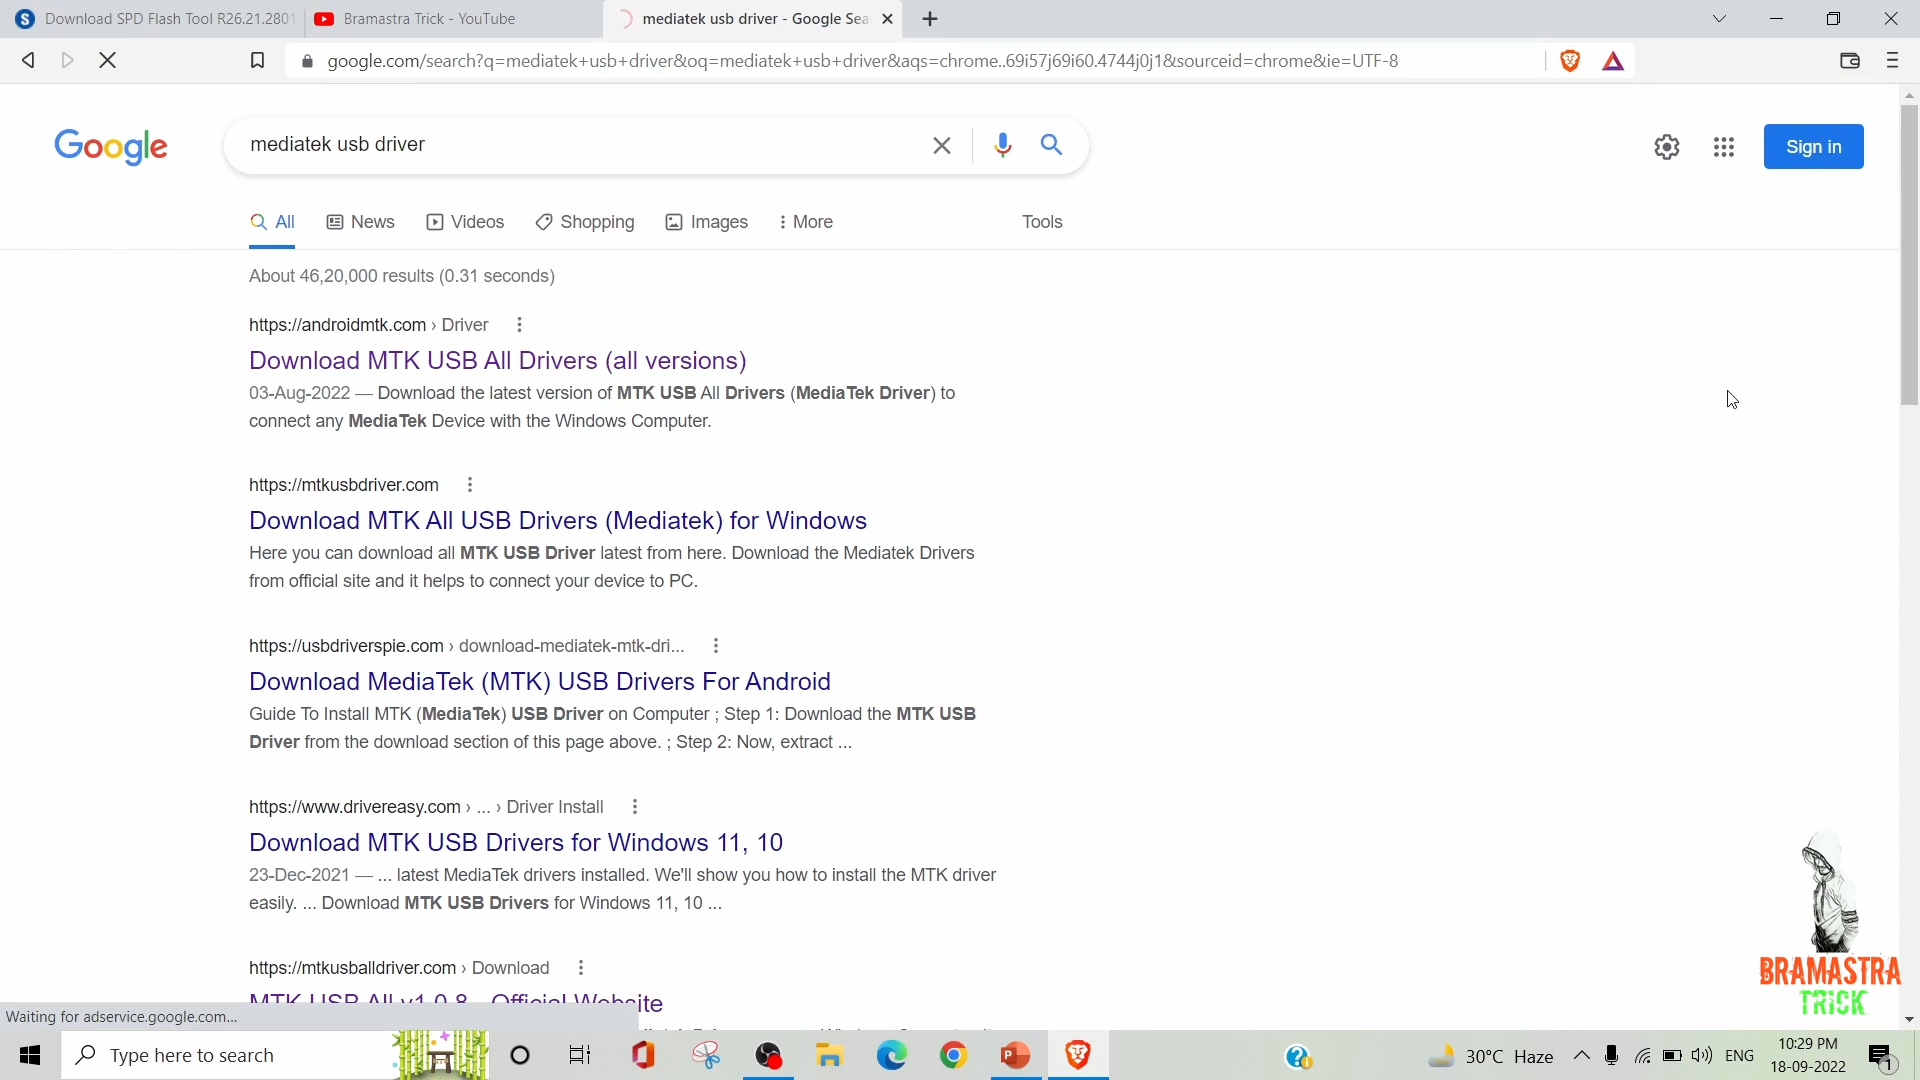 Download SPD Flash Tool R26.21.2801
Bramastra Trick - YouTube
mediatek usb driver - Google Sea
google.com/search?q=mediatek+usb+driver&oq=mediatek+usb+driver&aqs=chrome..69i57j69i60.4744j0j1&sourceid=chrome&ie=UTF-8
Google
mediatek usb driver
Sign in
All
News
Videos
Shopping
Images
More
Tools
About 46,20,000 results (0.31 seconds)
https://androidmtk.com › Driver
Download MTK USB All Drivers (all versions)
03-Aug-2022 — Download the latest version of MTK USB All Drivers (MediaTek Driver) to
connect any MediaTek Device with the Windows Computer.
https://mtkusbdriver.com
Download MTK All USB Drivers (Mediatek) for Windows
Here you can download all MTK USB Driver latest from here. Download the Mediatek Drivers
from official site and it helps to connect your device to PC.
https://usbdriverspie.com › download-mediatek-mtk-dri...
Download MediaTek (MTK) USB Drivers For Android
Guide To Install MTK (MediaTek) USB Driver on Computer ; Step 1: Download the MTK USB
Driver from the download section of this page above. ; Step 2: Now, extract ...
https://www.drivereasy.com › ... › Driver Install
Download MTK USB Drivers for Windows 11, 10
23-Dec-2021 — ... latest MediaTek drivers installed. We'll show you how to install the MTK driver
easily. ... Download MTK USB Drivers for Windows 11, 10 ...
https://mtkusballdriver.com › Download
MTK USB All v1.0.8 - Official Website
BRAMASTRA
TRICK
Waiting for adservice.google.com...
Type here to search
30°C Haze
ENG
10:29 PM
18-09-2022
1